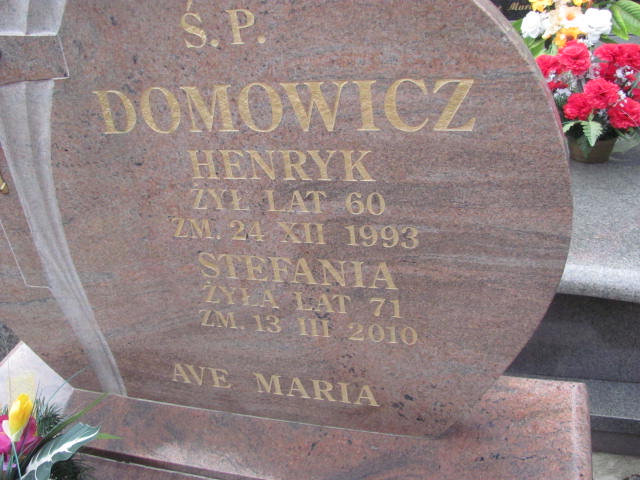 Ś. P.
DOMOWICZ
HENRYK
ŻYŁ LAT 60
ZM. 24 XII 1993
STEFANIA
ŻYŁA LAT 71
ZM. 13 III 2010
AVE MARIA